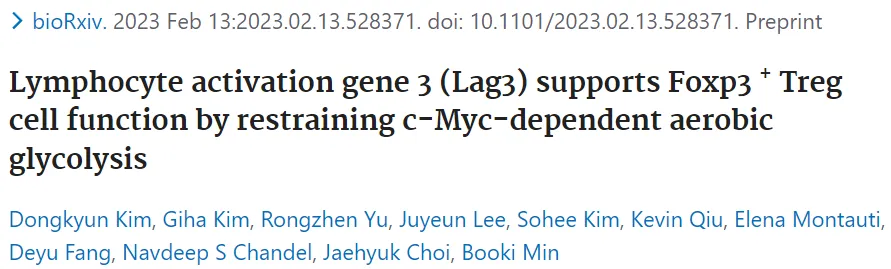 > bioRxiv. 2023 Feb 13:2023.02.13.528371. doi: 10.1101/2023.02.13.528371. Preprint
Lymphocyte activation gene 3 (Lag3) supports Foxp3 + Treg
cell function by restraining c-Myc-dependent aerobic
glycolysis
Dongkyun Kim, Giha Kim, Rongzhen Yu, Juyeun Lee, Sohee Kim, Kevin Qiu, Elena Montauti,
Deyu Fang, Navdeep S Chandel, Jaehyuk Choi, Booki Min